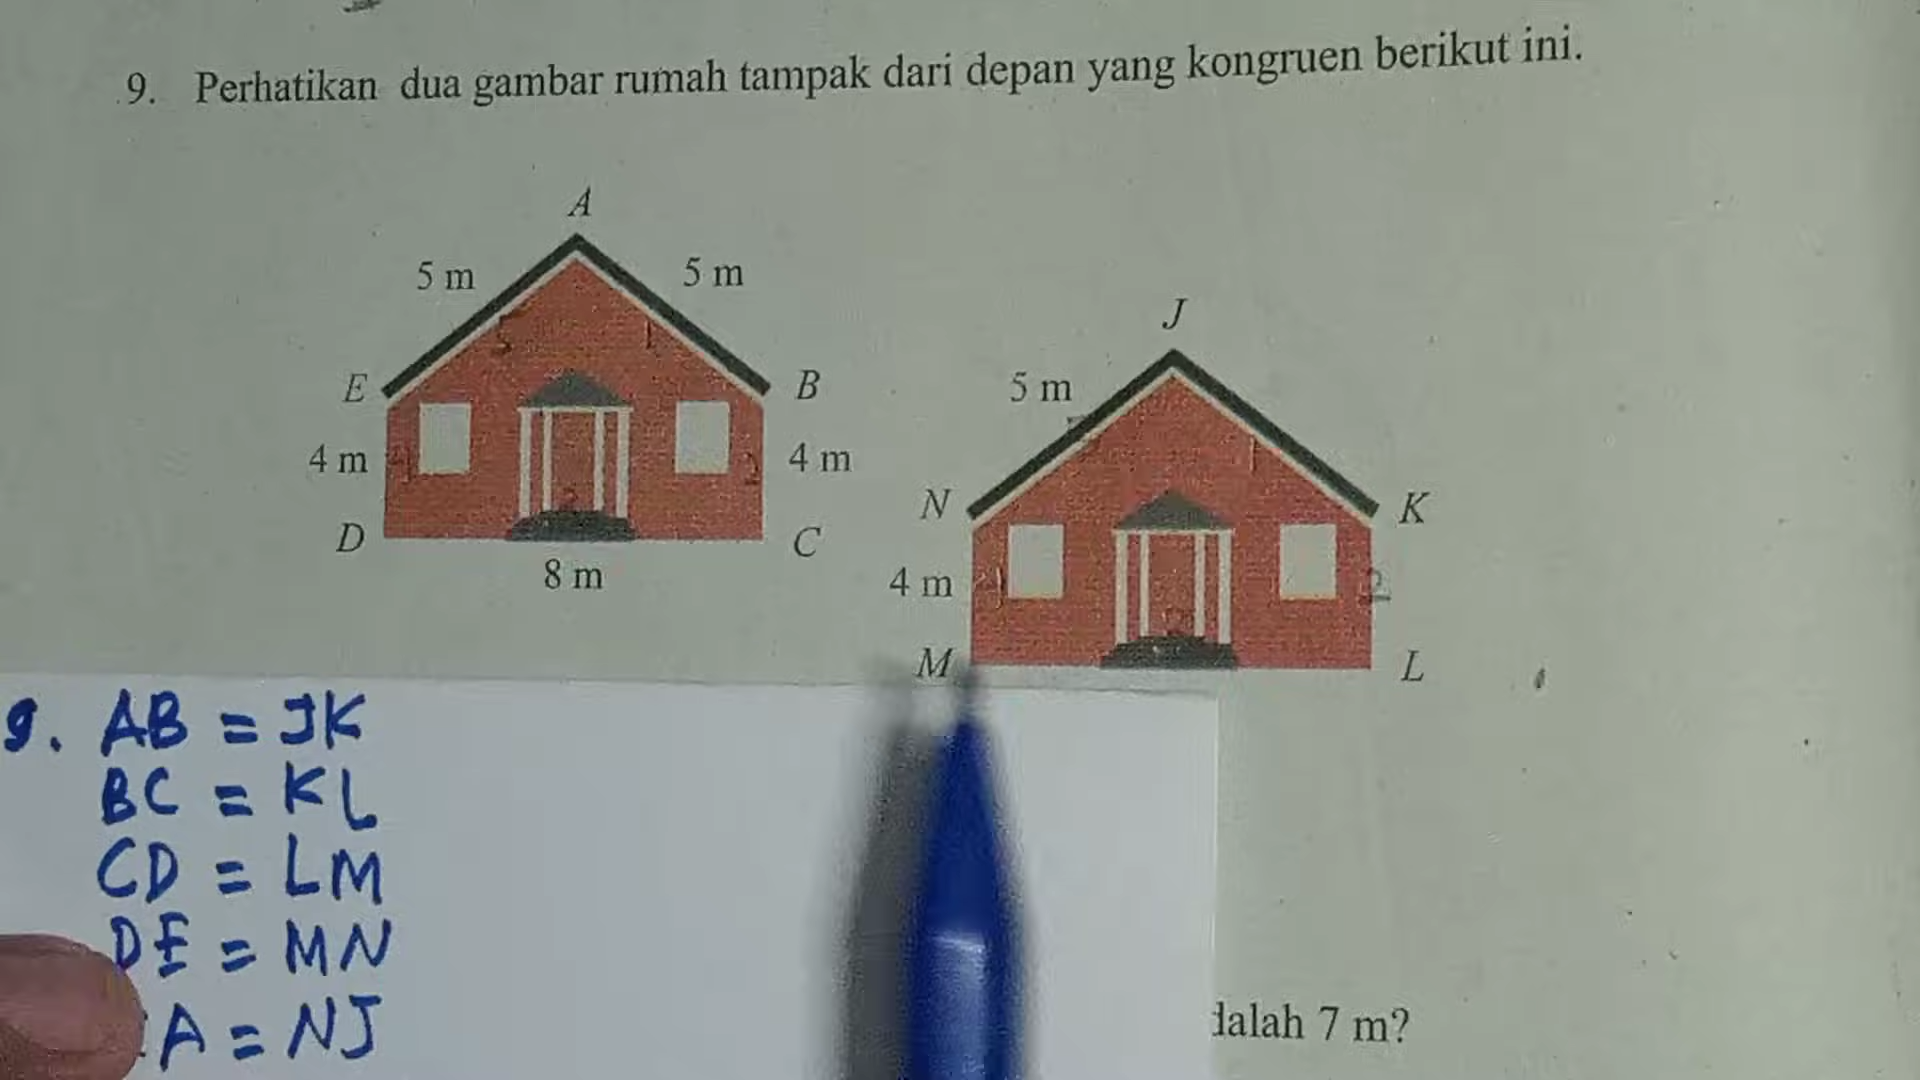 9. Perhatikan dua gambar rumah tampak dari depan yang kongruen berikut ini.
A
5 m
5 m
E
B
4 m
4 m
D
C
8 m
J
5 m
N
K
4 m
M
L
9. AB = JK
BC = KL
CD = LM
DE = MN
A = NJ
dalah 7 m?